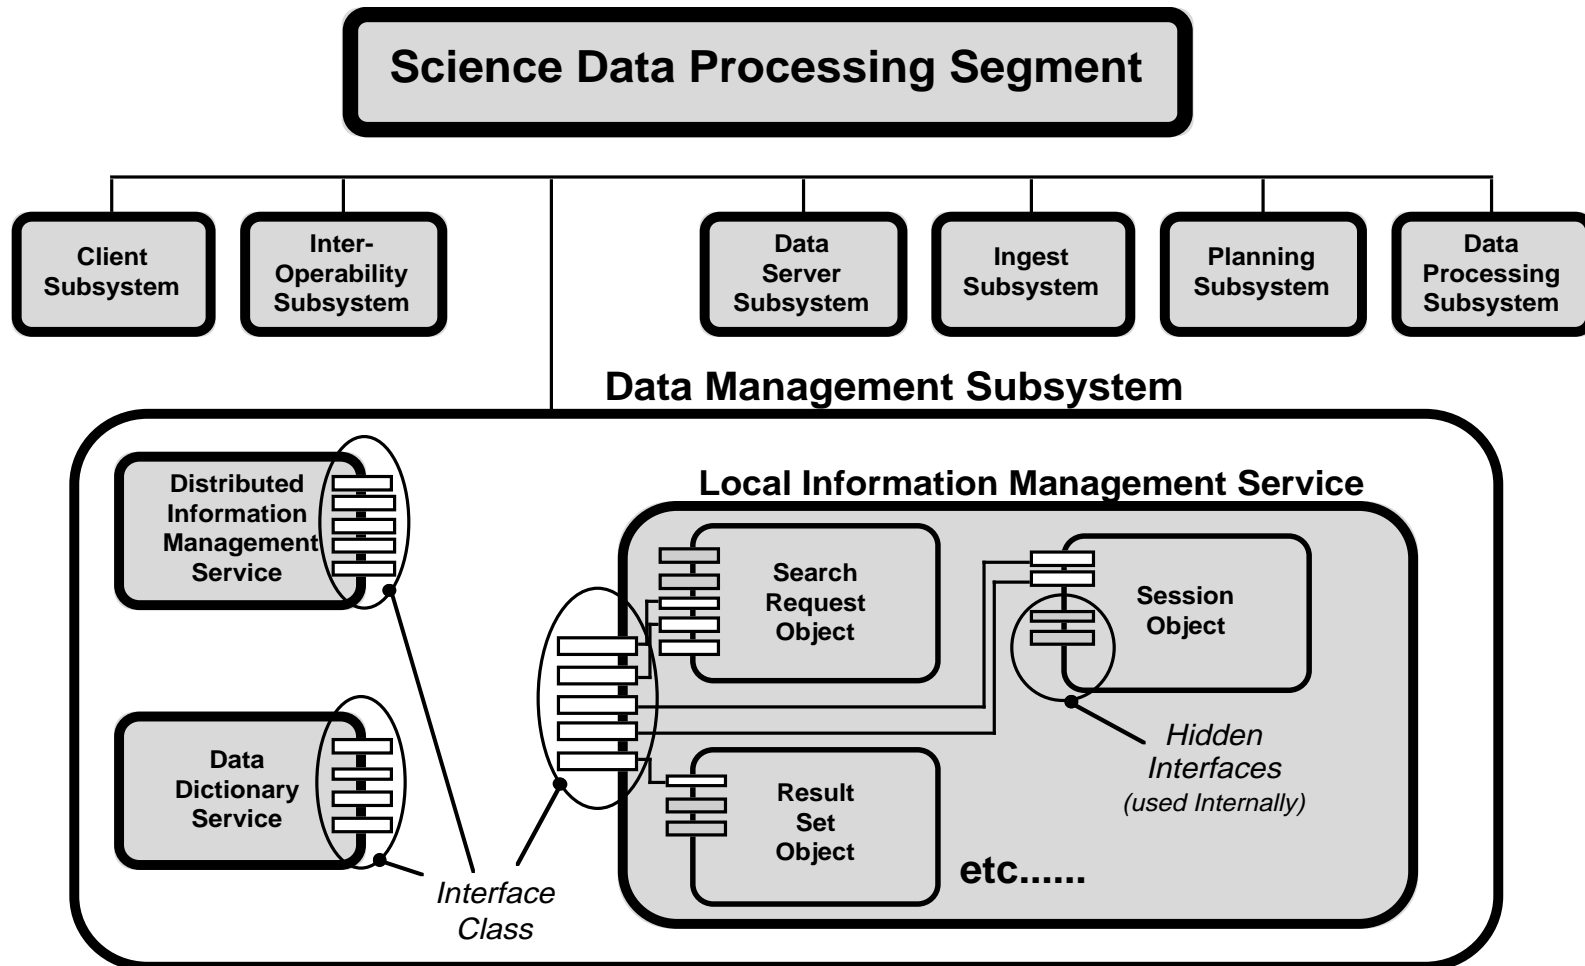 Science Data Processing Segment
Client
Subsystem
Inter-
Operability
Subsystem
Data
Server
Subsystem
Ingest
Subsystem
Planning
Subsystem
Data
Processing
Subsystem
Data Management Subsystem
Distributed
Information
Management
Service
Local Information Management Service
Search
Request
Object
Session
Object
Hidden
Interfaces
(used Internally)
Data
Dictionary
Service
Result
Set
Object
etc......
Interface
Class